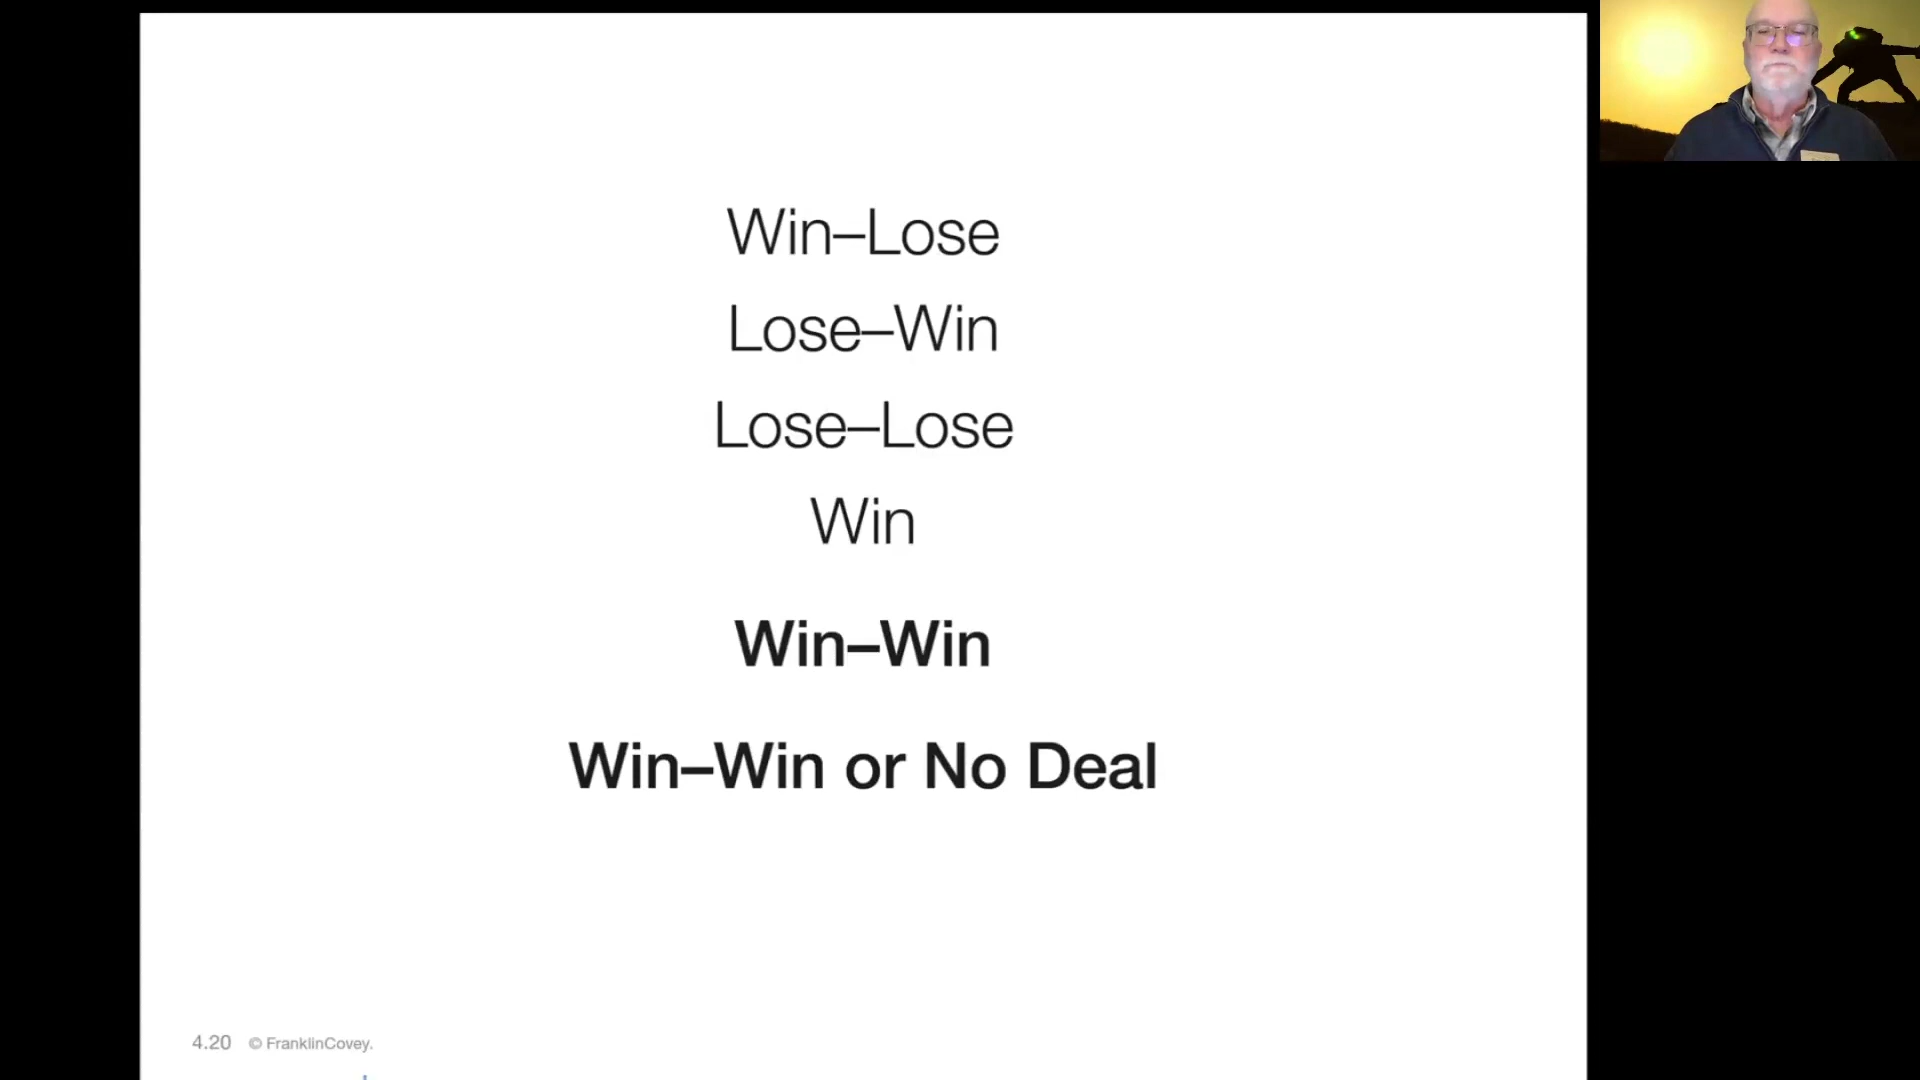 Win–Lose
Lose–Win
Lose–Lose
Win
Win–Win
Win–Win or No Deal
4.20 © FranklinCovey.